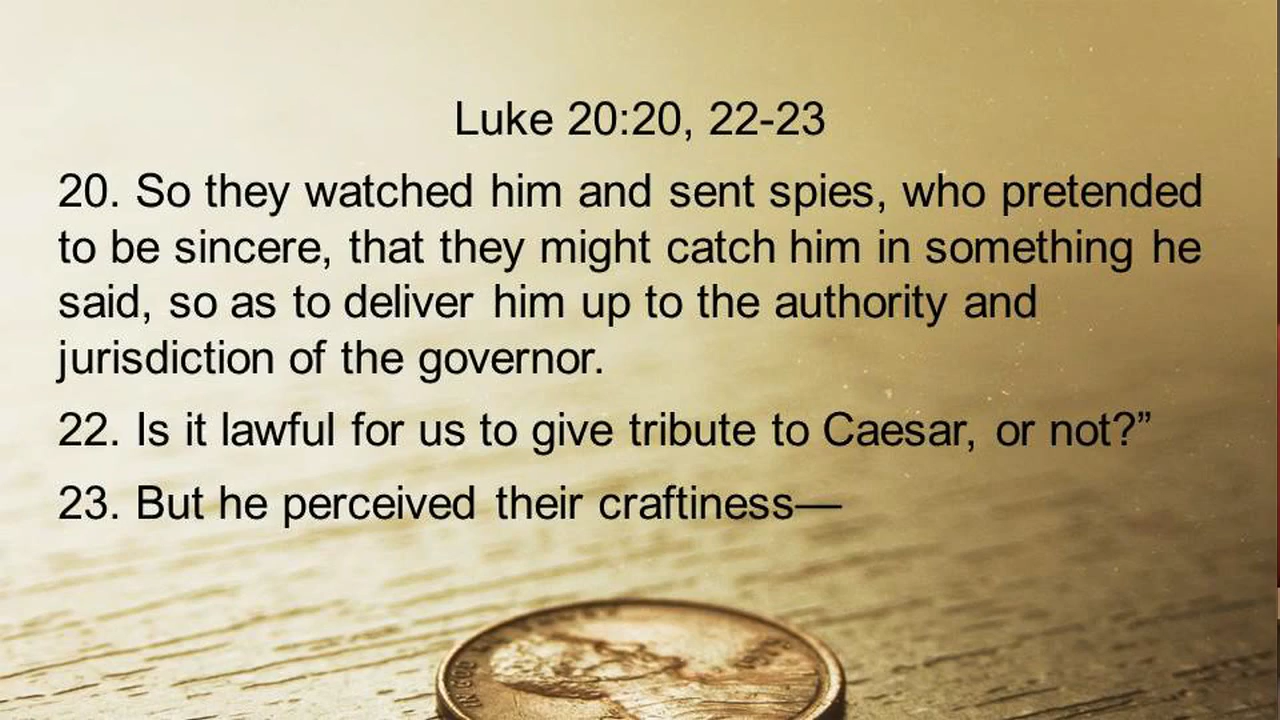 Luke 20:20, 22-23
20. So they watched him and sent spies, who pretended
to be sincere, that they might catch him in something he
said, so as to deliver him up to the authority and
jurisdiction of the governor.
22. Is it lawful for us to give tribute to Caesar, or not?”
23. But he perceived their craftiness—